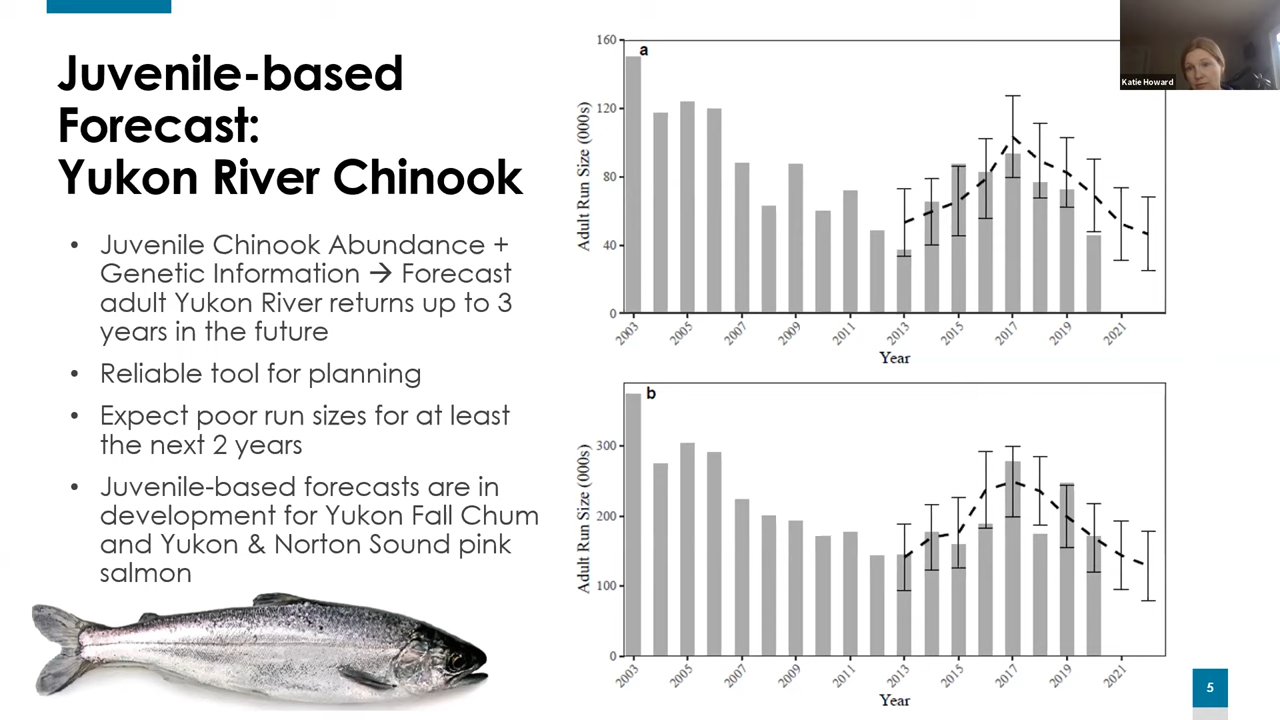 Juvenile-based
Forecast:
Yukon River Chinook
• Juvenile Chinook Abundance +
Genetic Information → Forecast
adult Yukon River returns up to 3
years in the future
• Reliable tool for planning
• Expect poor run sizes for at least
the next 2 years
• Juvenile-based forecasts are in
development for Yukon Fall Chum
and Yukon & Norton Sound pink
salmon
a
Adult Run Size (000s)
160
120
80
40
0
2003 2005 2007 2009 2011 2013 2015 2017 2019 2021
Year
b
Adult Run Size (000s)
300
200
100
0
2003 2005 2007 2009 2011 2013 2015 2017 2019 2021
Year
Katie Howard
5